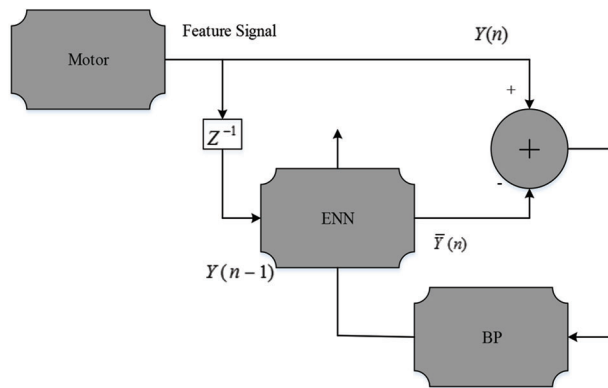 Feature Signal
Y(n)
Motor
+
Z⁻¹
+
-
ENN
Ȳ(n)
Y(n−1)
BP